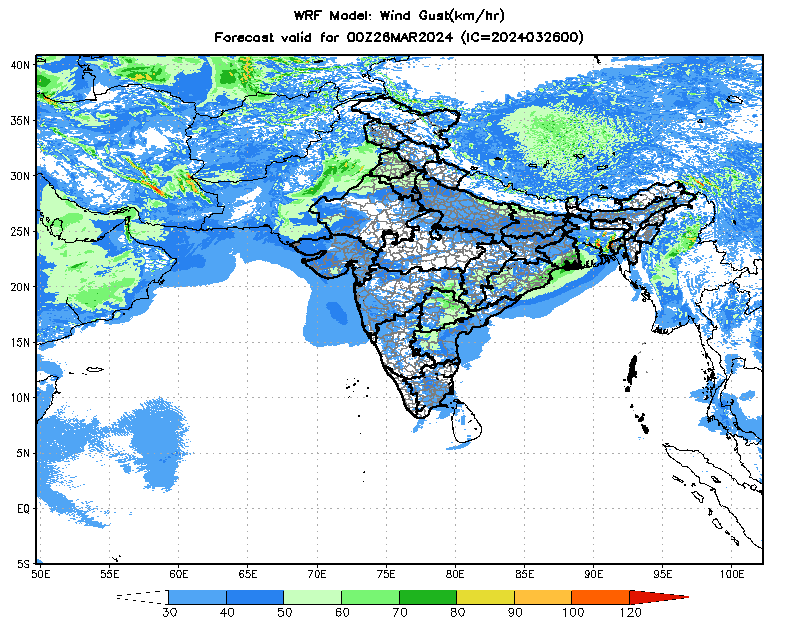 WRF Model: Wind Gust(km/hr)
Forecast valid for 00Z26MAR2024 (IC=2024032600)
40N
35N
30N
25N
20N
15N
10N
5N
EQ
5S
50E 55E 60E 65E 70E 75E 80E 85E 90E 95E 100E
30 40 50 60 70 80 90 100 120